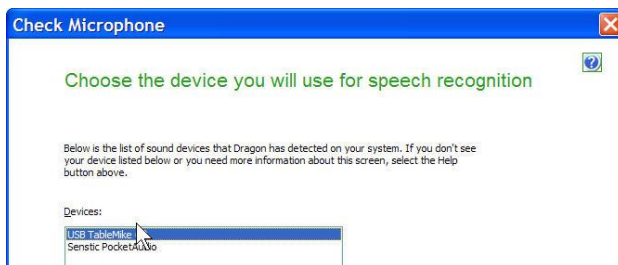 Check Microphone
Choose the device you will use for speech recognition
Below is the list of sound devices that Dragon has detected on your system. If you don't see
your device listed below or you need more information about this screen, select the Help
button above.
Devices:
USB TableMike
Senstic PocketAudio